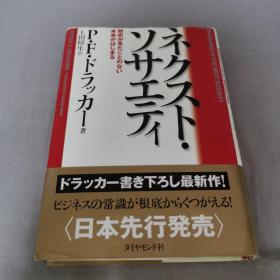 ネクスト・
ソサエティ
歴史が見たことのない
未来がはじまる
P・F・ドラッカー 著
上田惇生 訳
ドラッカー書き下ろし最新作!
ビジネスの常識が根底からくつがえる!
〈日本先行発売〉
ダイヤモンド社